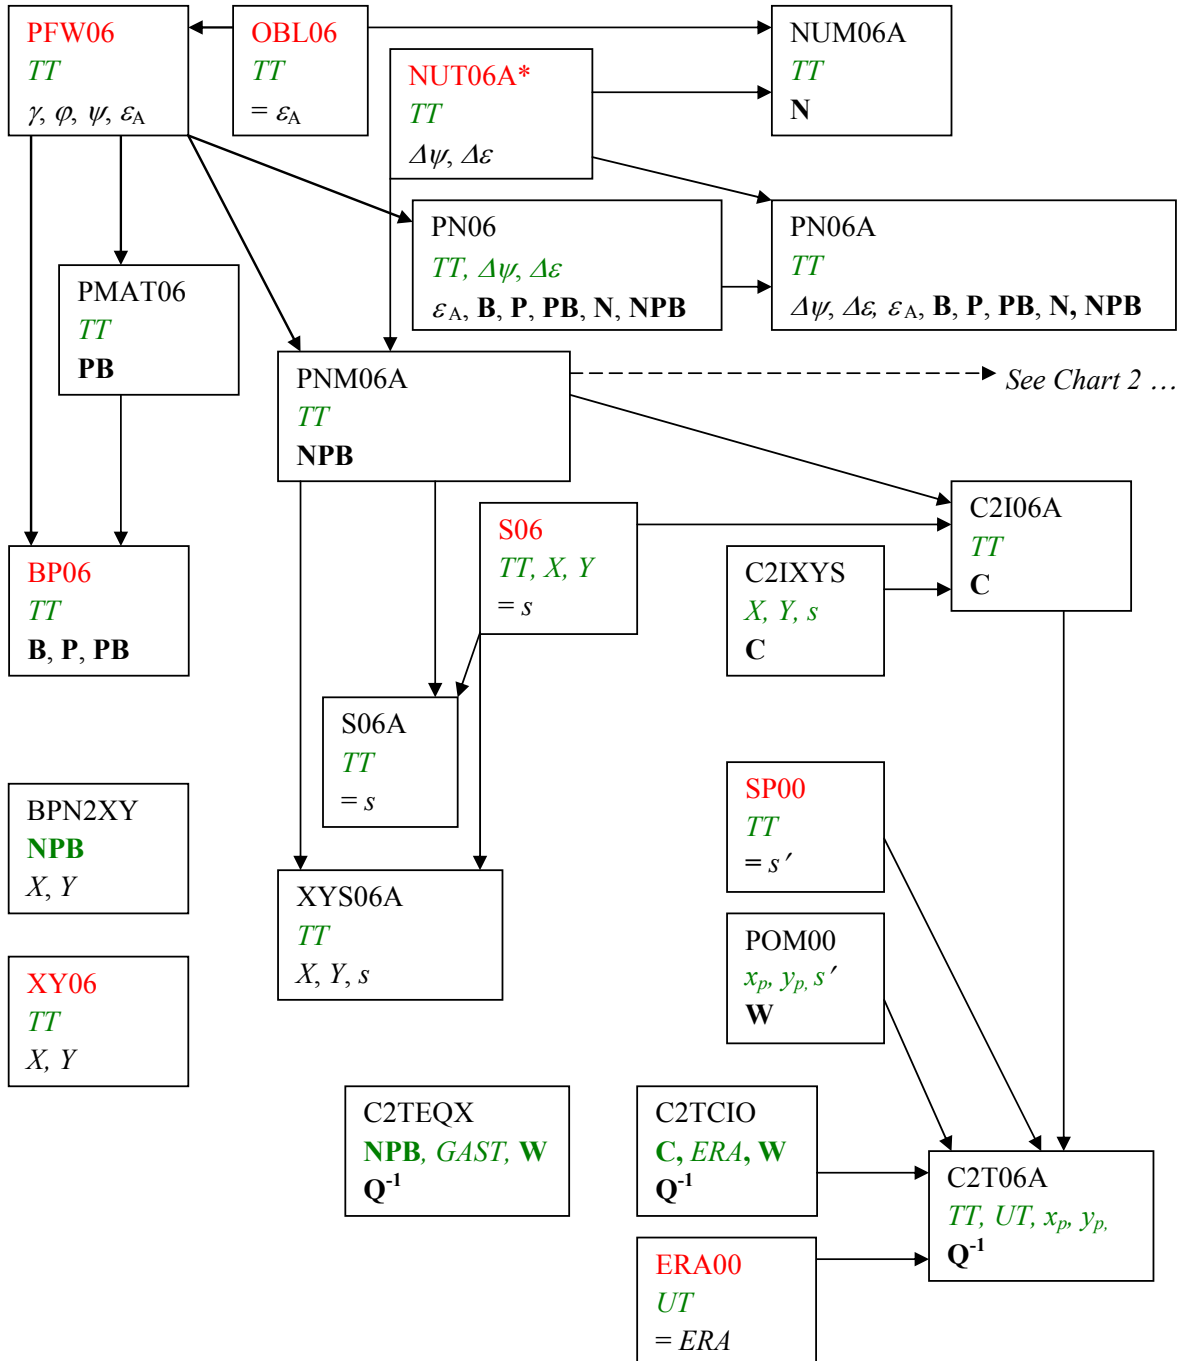 PFW06
TT
γ, φ, ψ, εA
OBL06
TT
= εA
NUT06A*
TT
Δψ, Δε
NUM06A
TT
N
PN06
TT, Δψ, Δε
εA, B, P, PB, N, NPB
PN06A
TT
Δψ, Δε, εA, B, P, PB, N, NPB
PMAT06
TT
PB
PNM06A
TT
NPB
See Chart 2 …
BP06
TT
B, P, PB
S06
TT, X, Y
= s
C2IXYS
X, Y, s
C
C2I06A
TT
C
S06A
TT
= s
BPN2XY
NPB
X, Y
XYS06A
TT
X, Y, s
SP00
TT
= s′
POM00
xp, yp, s′
W
XY06
TT
X, Y
C2TEQX
NPB, GAST, W
Q-1
C2TCIO
C, ERA, W
Q-1
C2T06A
TT, UT, xp, yp,
Q-1
ERA00
UT
= ERA